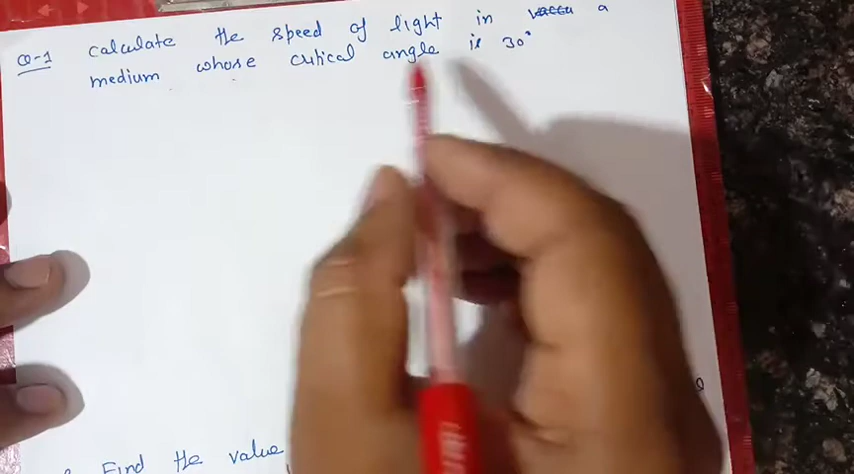 Q-1 calculate the speed of light in a
medium whose critical angle is 30°
Find the value